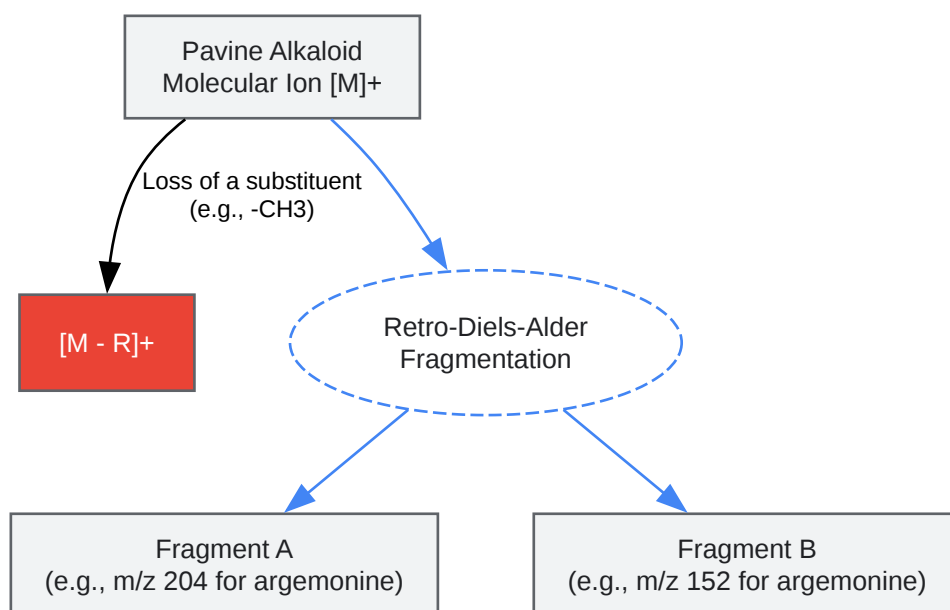 Pavine Alkaloid
Molecular Ion [M]+
Loss of a substituent
(e.g., -CH3)
[M - R]+
Retro-Diels-Alder
Fragmentation
Fragment A
(e.g., m/z 204 for argemonine)
Fragment B
(e.g., m/z 152 for argemonine)